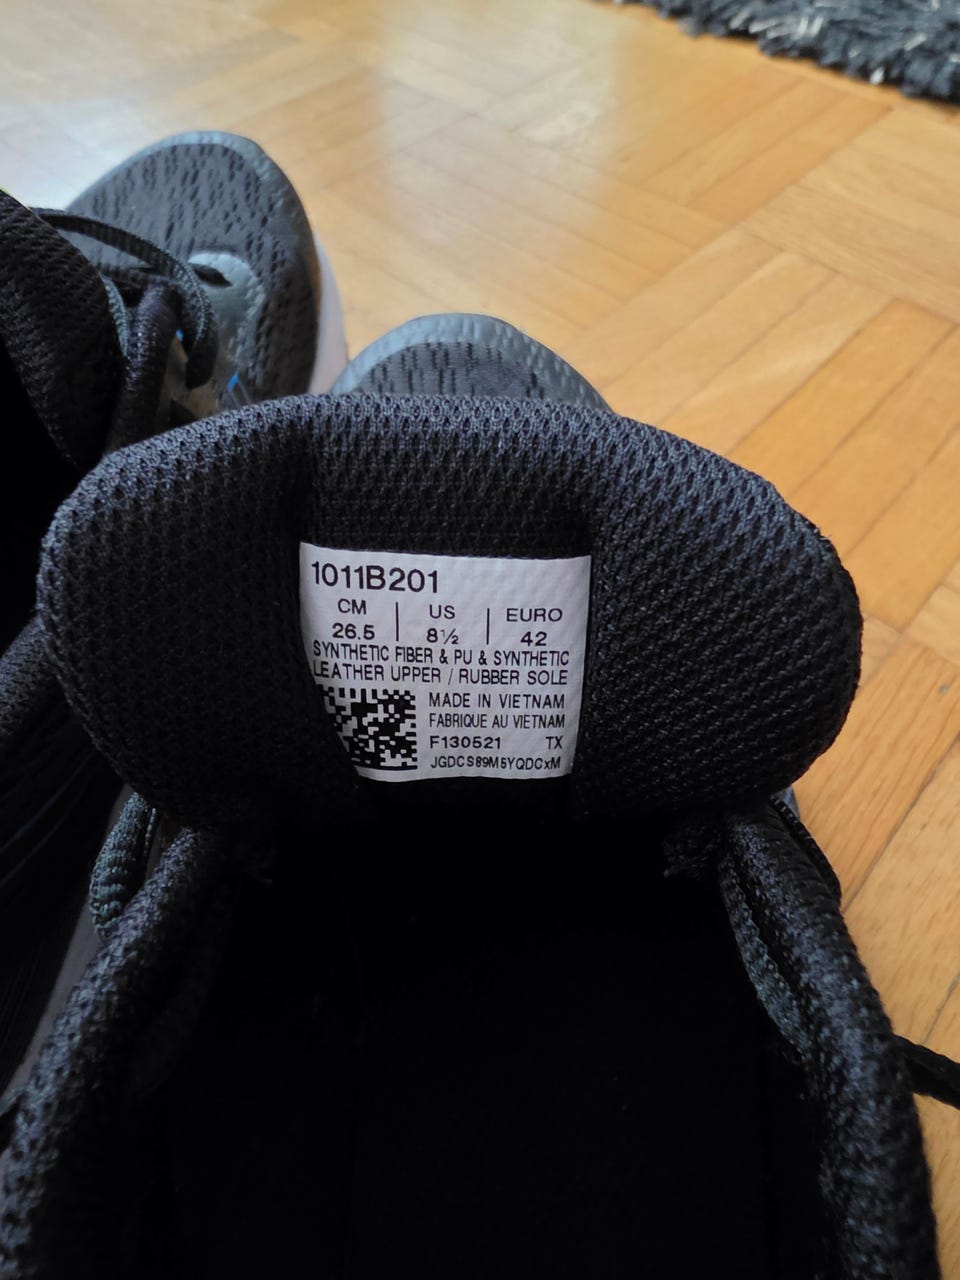 1011B201
CM | US | EURO
26.5 | 8½ | 42
SYNTHETIC FIBER & PU & SYNTHETIC
LEATHER UPPER / RUBBER SOLE
MADE IN VIETNAM
FABRIQUE AU VIETNAM
F130521 TX
JGDCS89M5YQDCxM